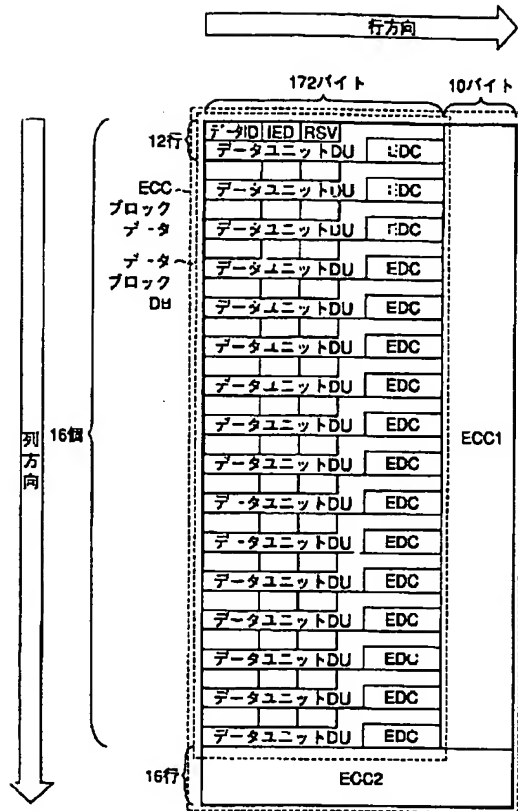 行方向
172バイト
10バイト
データID IED RSV
12行
データユニットDU EDC
ECC
ブロック
データ
データユニットDU EDC
データユニットDU EDC
データ
ブロック
DB
データユニットDU EDC
データユニットDU EDC
データユニットDU EDC
データユニットDU EDC
データユニットDU EDC
列方向
16個
ECC1
データユニットDU EDC
データユニットDU EDC
データユニットDU EDC
データユニットDU EDC
データユニットDU EDC
データユニットDU EDC
データユニットDU EDC
データユニットDU EDC
16行
ECC2